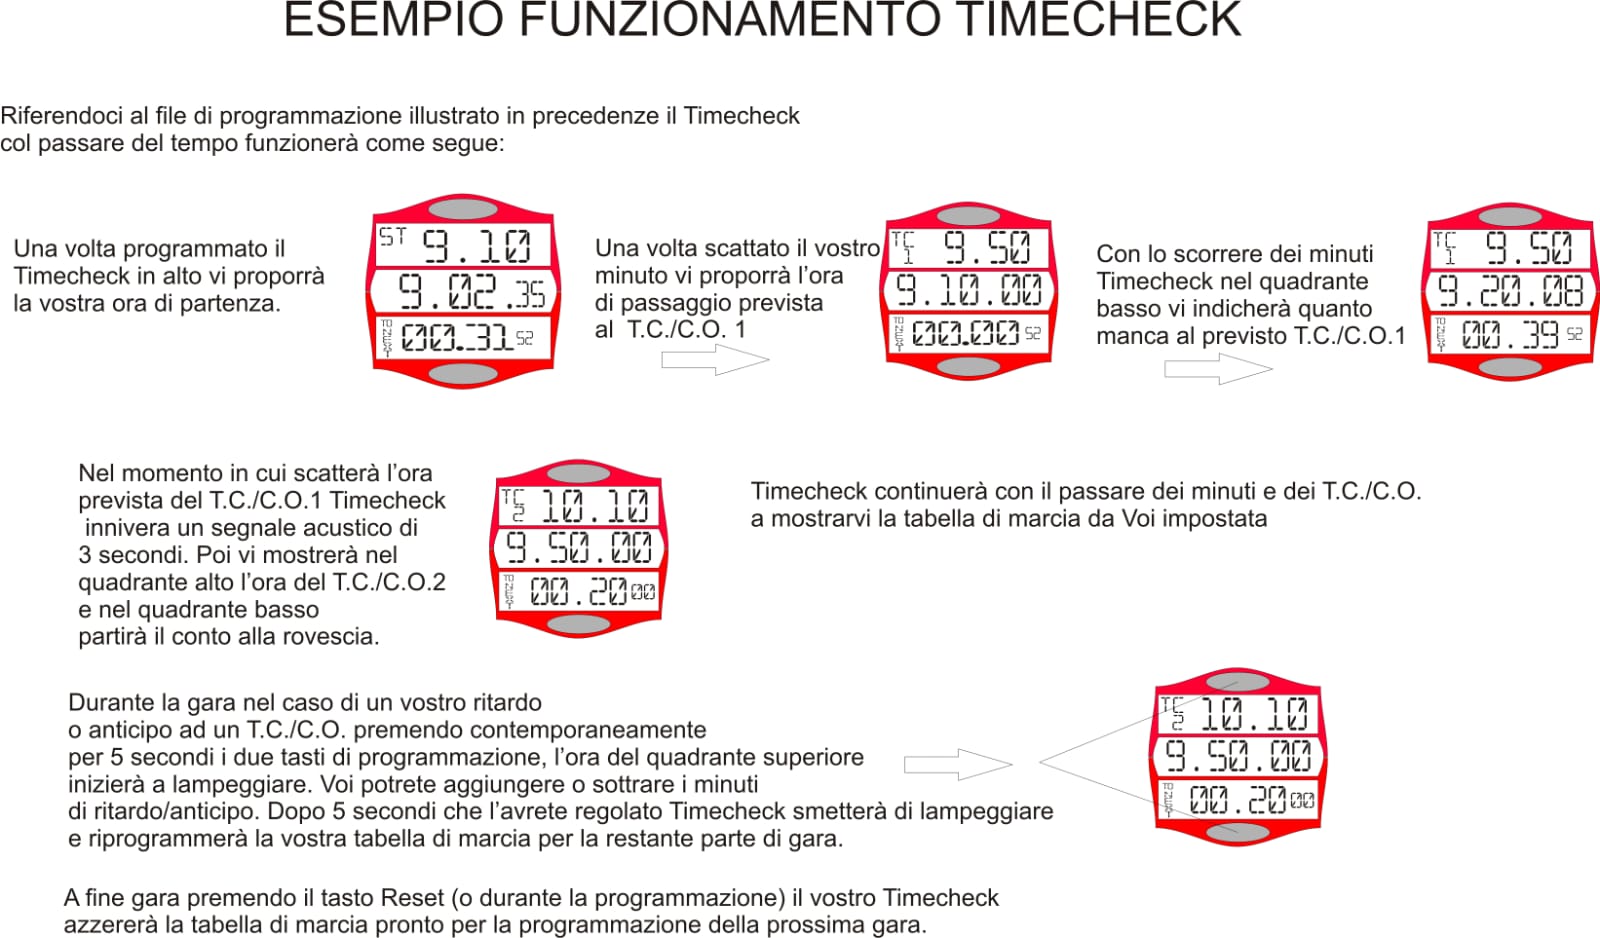 ESEMPIO FUNZIONAMENTO TIMECHECK
Riferendoci al file di programmazione illustrato in precedenze il Timecheck
col passare del tempo funzionerà come segue:
Una volta programmato il
Timecheck in alto vi proporrà
la vostra ora di partenza.
ST 9.10
9.02.35
TO NEXT 00.31 52
Una volta scattato il vostro
minuto vi proporrà l'ora
di passaggio prevista
al T.C./C.O. 1
TC 1 9.50
9.10.00
TO NEXT 00.00 52
Con lo scorrere dei minuti
Timecheck nel quadrante
basso vi indicherà quanto
manca al previsto T.C./C.O.1
TC 1 9.50
9.20.08
TO NEXT 00.39 52
Nel momento in cui scatterà l'ora
prevista del T.C./C.O.1 Timecheck
innivera un segnale acustico di
3 secondi. Poi vi mostrerà nel
quadrante alto l'ora del T.C./C.O.2
e nel quadrante basso
partirà il conto alla rovescia.
TC 2 10.10
9.50.00
TO NEXT 00.20 00
Timecheck continuerà con il passare dei minuti e dei T.C./C.O.
a mostrarvi la tabella di marcia da Voi impostata
Durante la gara nel caso di un vostro ritardo
o anticipo ad un T.C./C.O. premendo contemporaneamente
per 5 secondi i due tasti di programmazione, l'ora del quadrante superiore
inizierà a lampeggiare. Voi potrete aggiungere o sottrare i minuti
di ritardo/anticipo. Dopo 5 secondi che l'avrete regolato Timecheck smetterà di lampeggiare
e riprogrammerà la vostra tabella di marcia per la restante parte di gara.
TC 2 10.10
9.50.00
TO NEXT 00.20 00
A fine gara premendo il tasto Reset (o durante la programmazione) il vostro Timecheck
azzererà la tabella di marcia pronto per la programmazione della prossima gara.